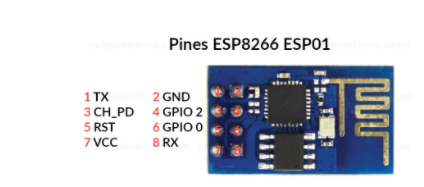 Pines ESP8266 ESP01
1 TX 2 GND
3 CH_PD 4 GPIO 2
5 RST 6 GPIO 0
7 VCC 8 RX